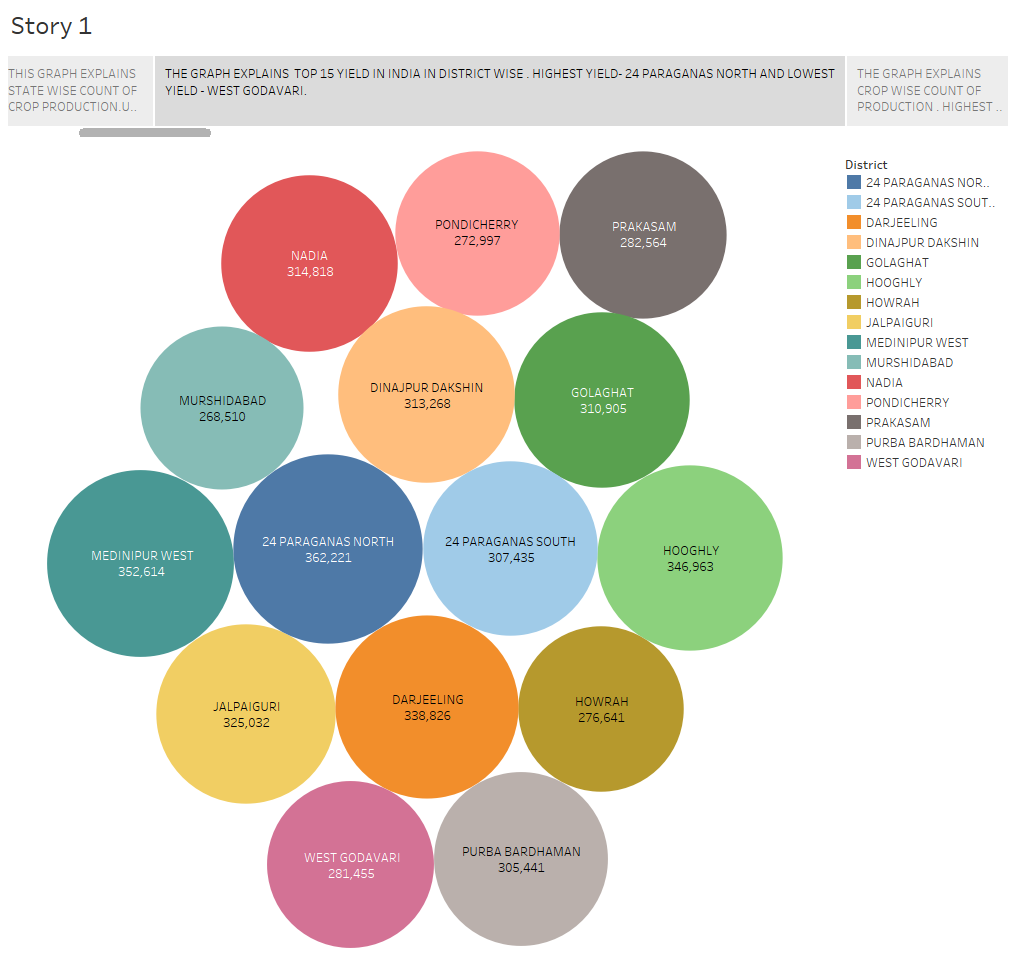 Story 1
THIS GRAPH EXPLAINS
STATE WISE COUNT OF
CROP PRODUCTION.U..
THE GRAPH EXPLAINS  TOP 15 YIELD IN INDIA IN DISTRICT WISE . HIGHEST YIELD- 24 PARAGANAS NORTH AND LOWEST
YIELD - WEST GODAVARI.
THE GRAPH EXPLAINS
CROP WISE COUNT OF
PRODUCTION . HIGHEST ..
NADIA
314,818
PONDICHERRY
272,997
PRAKASAM
282,564
MURSHIDABAD
268,510
DINAJPUR DAKSHIN
313,268
GOLAGHAT
310,905
MEDINIPUR WEST
352,614
24 PARAGANAS NORTH
362,221
24 PARAGANAS SOUTH
307,435
HOOGHLY
346,963
JALPAIGURI
325,032
DARJEELING
338,826
HOWRAH
276,641
WEST GODAVARI
281,455
PURBA BARDHAMAN
305,441
District
24 PARAGANAS NOR..
24 PARAGANAS SOUT..
DARJEELING
DINAJPUR DAKSHIN
GOLAGHAT
HOOGHLY
HOWRAH
JALPAIGURI
MEDINIPUR WEST
MURSHIDABAD
NADIA
PONDICHERRY
PRAKASAM
PURBA BARDHAMAN
WEST GODAVARI